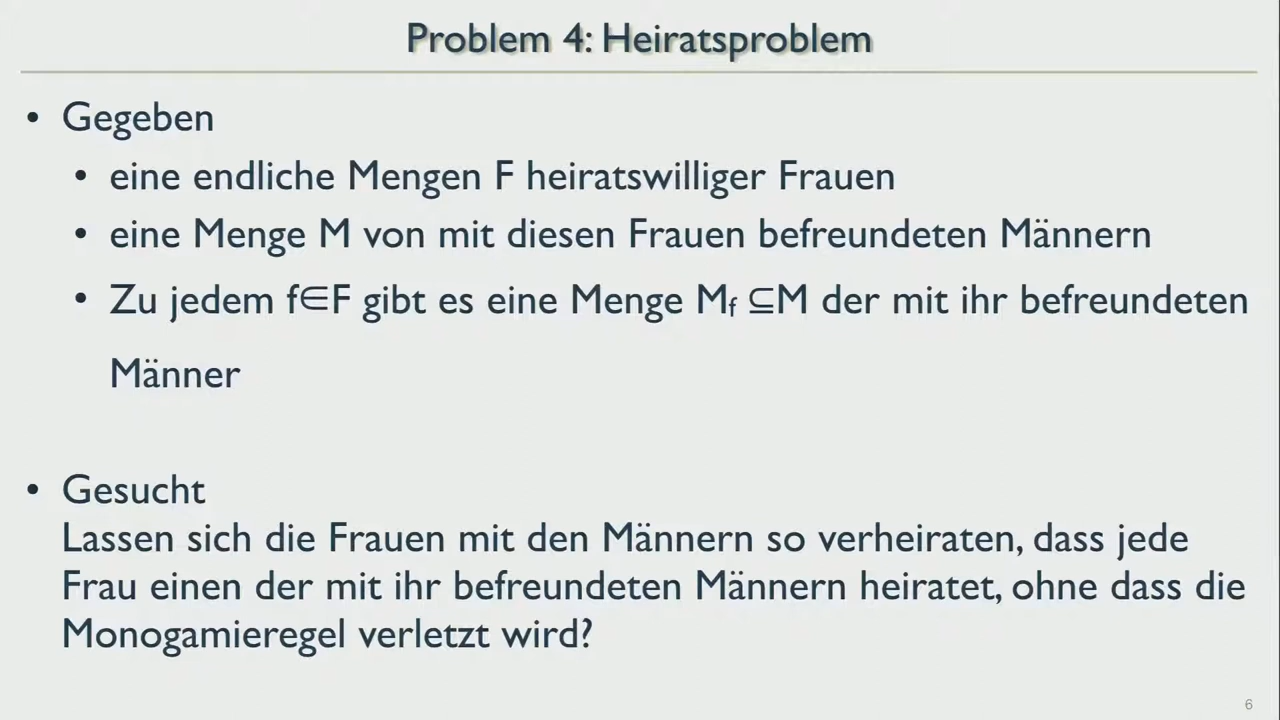 Problem 4: Heiratsproblem
• Gegeben
• eine endliche Mengen F heiratswilliger Frauen
• eine Menge M von mit diesen Frauen befreundeten Männern
• Zu jedem f∈F gibt es eine Menge Mf ⊆M der mit ihr befreundeten
Männer
• Gesucht
Lassen sich die Frauen mit den Männern so verheiraten, dass jede
Frau einen der mit ihr befreundeten Männern heiratet, ohne dass die
Monogamieregel verletzt wird?
6